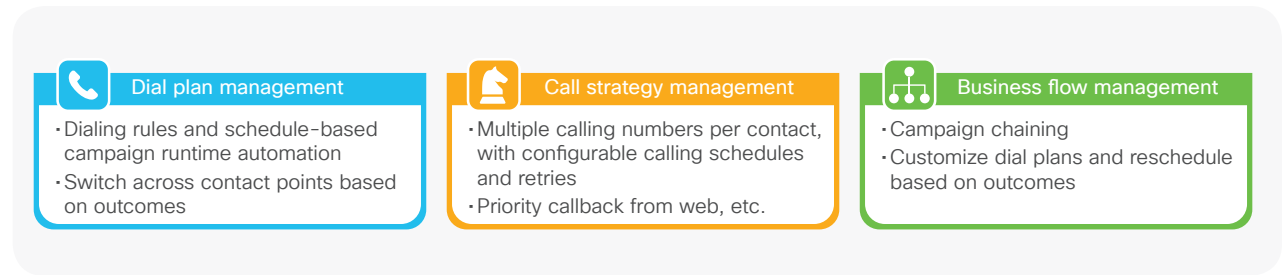 Dial plan management
· Dialing rules and schedule-based
campaign runtime automation
· Switch across contact points based
on outcomes
Call strategy management
· Multiple calling numbers per contact,
with configurable calling schedules
and retries
· Priority callback from web, etc.
Business flow management
· Campaign chaining
· Customize dial plans and reschedule
based on outcomes